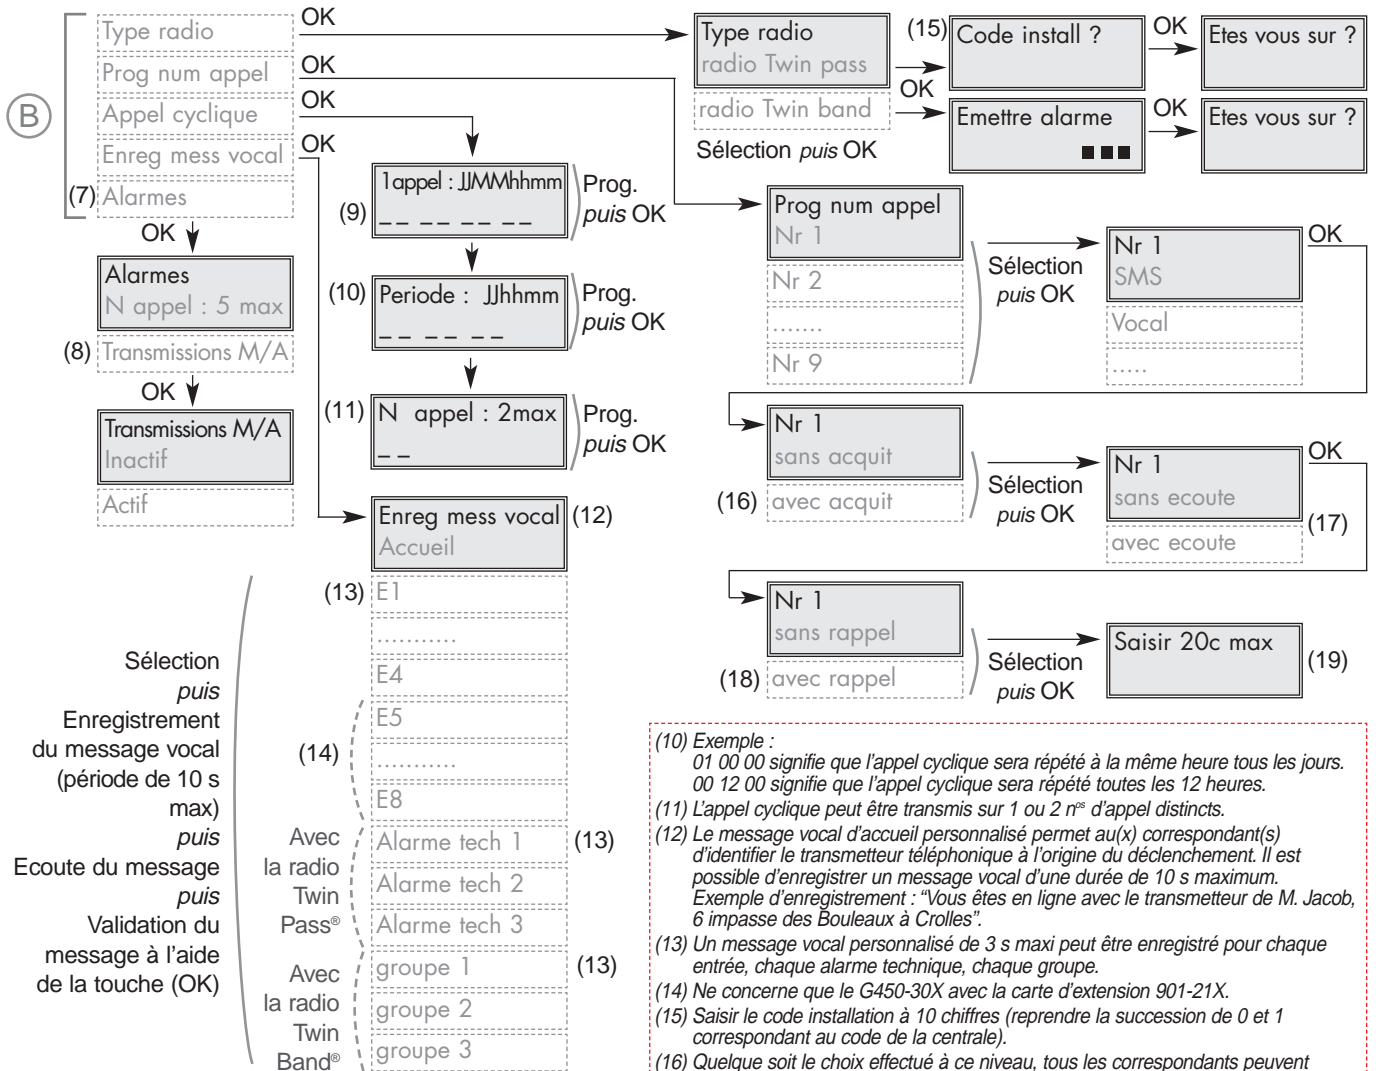 B
Type radio
OK
Prog num appel
OK
Appel cyclique
OK
Enreg mess vocal
OK
(7) Alarmes
OK
Alarmes
N appel : 5 max
(8) Transmissions M/A
OK
Transmissions M/A
Inactif
Actif
Type radio
radio Twin pass
radio Twin band
Sélection puis OK
OK
(15) Code install ?
OK
Etes vous sur ?
Emettre alarme
■ ■ ■
OK
Etes vous sur ?
(9) 1appel : JJMMhhmm
_ _ _ _ _ _ _ _
Prog.
puis OK
(10) Periode : JJhhmm
_ _ _ _ _ _
Prog.
puis OK
(11) N appel : 2max
_ _
Prog.
puis OK
Prog num appel
Nr 1
Nr 2
.......
Nr 9
Sélection
puis OK
Nr 1
SMS
Vocal
.....
OK
Nr 1
sans acquit
(16) avec acquit
Sélection
puis OK
Nr 1
sans ecoute
avec ecoute
(17)
OK
Nr 1
sans rappel
(18) avec rappel
Sélection
puis OK
Saisir 20c max
(19)
Enreg mess vocal (12)
Accueil
(13) E1
...........
E4
E5
(14) ...........
E8
Alarme tech 1 (13)
Alarme tech 2
Alarme tech 3
groupe 1 (13)
groupe 2
groupe 3
Avec
la radio
Twin
Pass®
Avec
la radio
Twin
Band®
Sélection
puis
Enregistrement
du message vocal
(période de 10 s
max)
puis
Ecoute du message
puis
Validation du
message à l'aide
de la touche (OK)
(10) Exemple :
01 00 00 signifie que l'appel cyclique sera répété à la même heure tous les jours.
00 12 00 signifie que l'appel cyclique sera répété toutes les 12 heures.
(11) L'appel cyclique peut être transmis sur 1 ou 2 nos d'appel distincts.
(12) Le message vocal d'accueil personnalisé permet au(x) correspondant(s)
d'identifier le transmetteur téléphonique à l'origine du déclenchement. Il est
possible d'enregistrer un message vocal d'une durée de 10 s maximum.
Exemple d'enregistrement : “Vous êtes en ligne avec le transmetteur de M. Jacob,
6 impasse des Bouleaux à Crolles”.
(13) Un message vocal personnalisé de 3 s maxi peut être enregistré pour chaque
entrée, chaque alarme technique, chaque groupe.
(14) Ne concerne que le G450-30X avec la carte d'extension 901-21X.
(15) Saisir le code installation à 10 chiffres (reprendre la succession de 0 et 1
correspondant au code de la centrale).
(16) Quelque soit le choix effectué à ce niveau, tous les correspondants peuvent